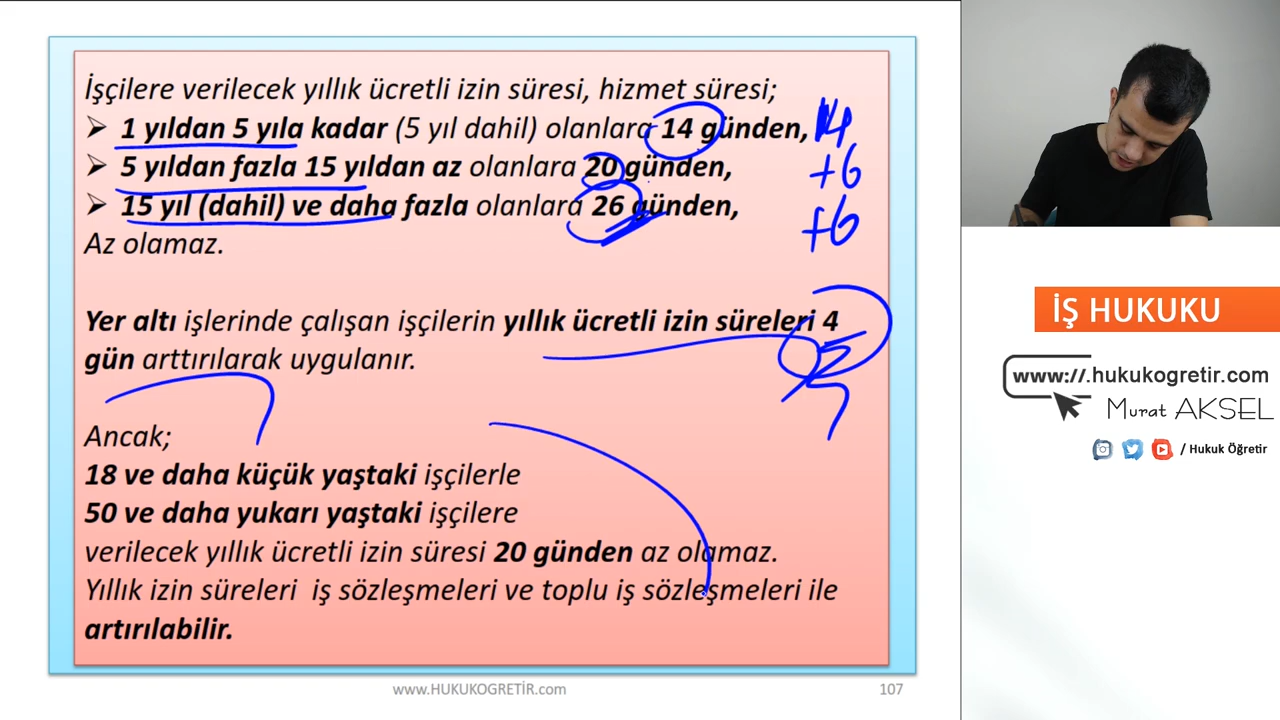 İşçilere verilecek yıllık ücretli izin süresi, hizmet süresi;
➤ 1 yıldan 5 yıla kadar (5 yıl dahil) olanlara 14 günden,
➤ 5 yıldan fazla 15 yıldan az olanlara 20 günden,
➤ 15 yıl (dahil) ve daha fazla olanlara 26 günden,
Az olamaz.
14
+6
+6
Yer altı işlerinde çalışan işçilerin yıllık ücretli izin süreleri 4
gün arttırılarak uygulanır.
Ancak;
18 ve daha küçük yaştaki işçilerle
50 ve daha yukarı yaştaki işçilere
verilecek yıllık ücretli izin süresi 20 günden az olamaz.
Yıllık izin süreleri iş sözleşmeleri ve toplu iş sözleşmeleri ile
artırılabilir.
www.HUKUKOGRETİR.com
107
İŞ HUKUKU
www://.hukukogretir.com
Murat AKSEL
/ Hukuk Öğretir